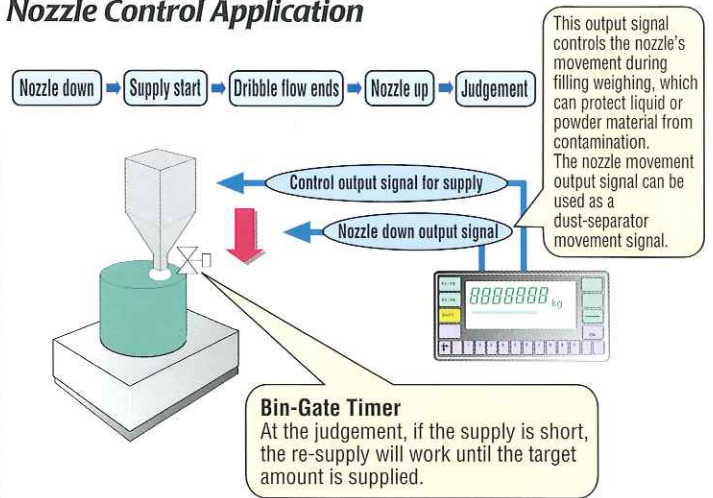 Nozzle Control Application
Nozzle down
Supply start
Dribble flow ends
Nozzle up
Judgement
This output signal
controls the nozzle's
movement during
filling weighing, which
can protect liquid or
powder material from
contamination.
The nozzle movement
output signal can be
used as a
dust-separator
movement signal.
Control output signal for supply
Nozzle down output signal
8888888 kg
Bin-Gate Timer
At the judgement, if the supply is short,
the re-supply will work until the target
amount is supplied.